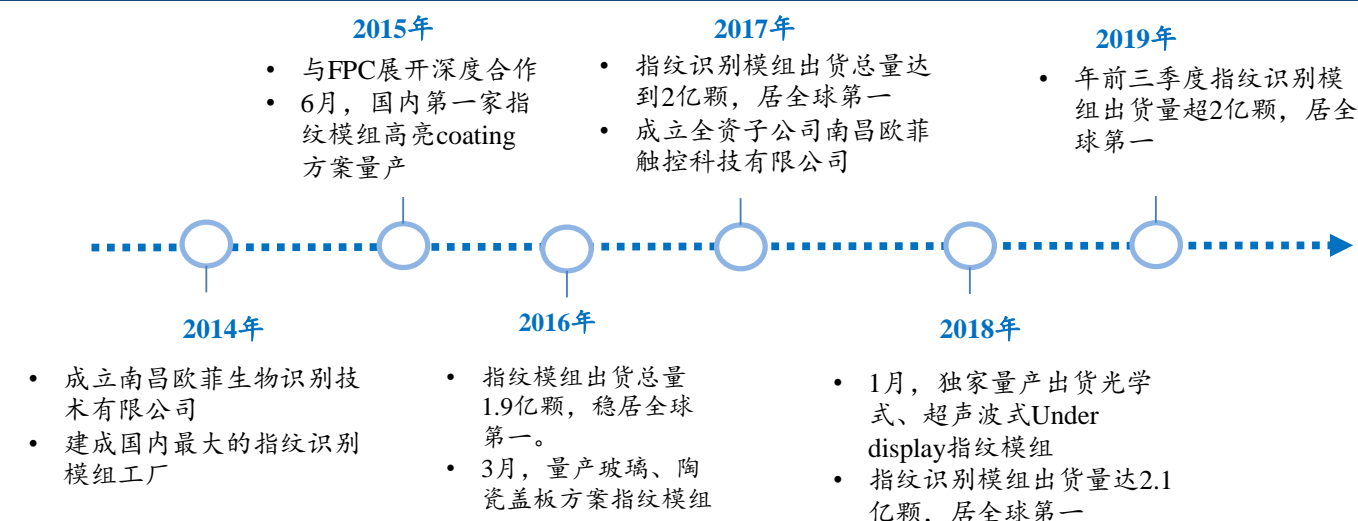 2015年
• 与FPC展开深度合作
• 6月，国内第一家指
纹模组高亮coating
方案量产
2017年
• 指纹识别模组出货总量达
到2亿颗，居全球第一
• 成立全资子公司南昌欧菲
触控科技有限公司
2019年
• 年前三季度指纹识别模
组出货量超2亿颗，居全
球第一
2014年
• 成立南昌欧菲生物识别技
术有限公司
• 建成国内最大的指纹识别
模组工厂
2016年
• 指纹模组出货总量
1.9亿颗，稳居全球
第一。
• 3月，量产玻璃、陶
瓷盖板方案指纹模组
2018年
• 1月，独家量产出货光学
式、超声波式Under
display指纹模组
• 指纹识别模组出货量达2.1
亿颗，居全球第一